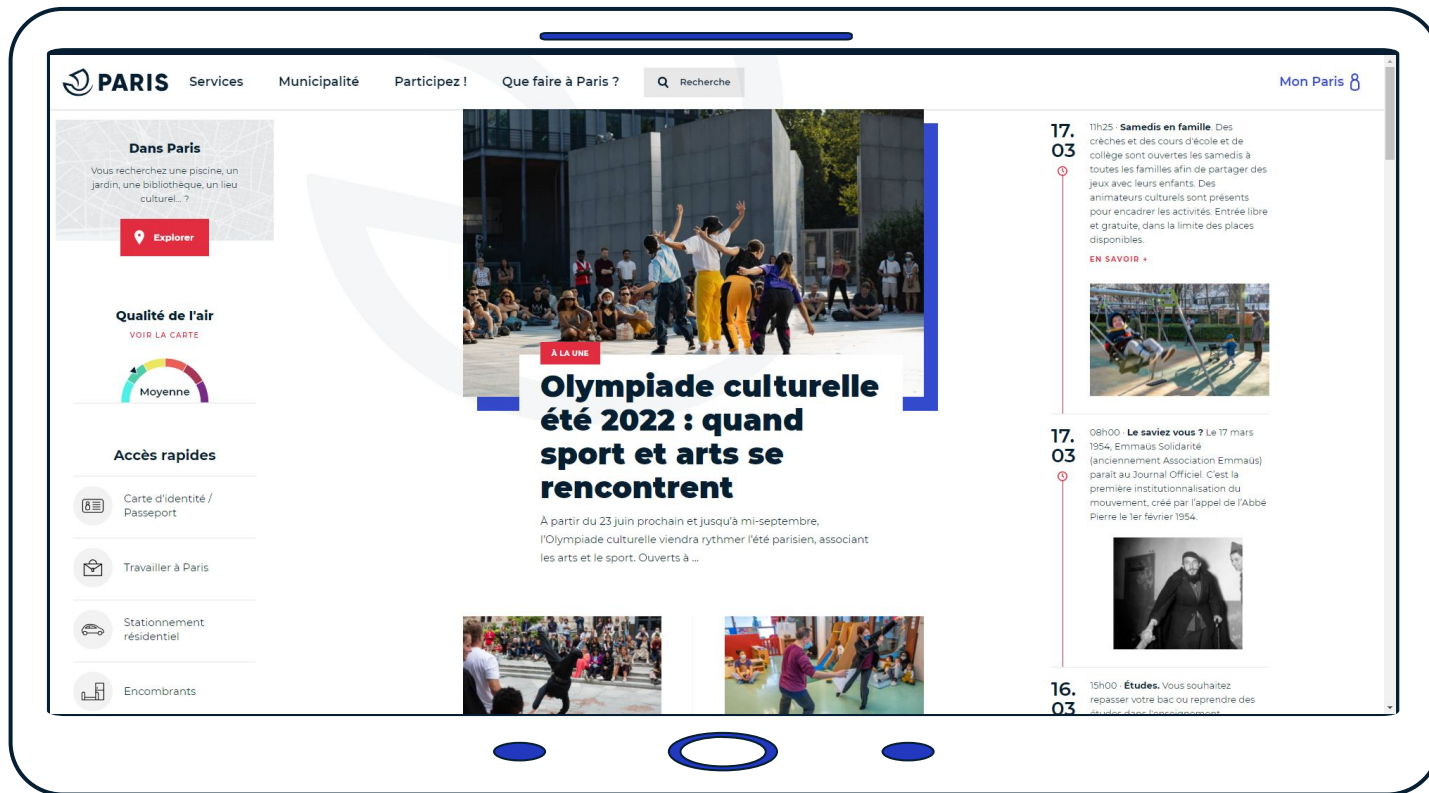 PARIS
Services
Municipalité
Participez !
Que faire à Paris ?
Recherche
Mon Paris
Dans Paris
Vous recherchez une piscine, un
jardin, une bibliothèque, un lieu
culturel... ?
Explorer
Qualité de l'air
VOIR LA CARTE
Moyenne
Accès rapides
Carte d'identité /
Passeport
Travailler à Paris
Stationnement
résidentiel
Encombrants
À LA UNE
Olympiade culturelle
été 2022 : quand
sport et arts se
rencontrent
À partir du 23 juin prochain et jusqu'à mi-septembre,
l'Olympiade culturelle viendra rythmer l'été parisien, associant
les arts et le sport. Ouverts à ...
17.
03
11h25 · Samedis en famille. Des
crèches et des cours d'école et de
collège sont ouvertes les samedis à
toutes les familles afin de partager des
jeux avec leurs enfants. Des
animateurs culturels sont présents
pour encadrer les activités. Entrée libre
et gratuite, dans la limite des places
disponibles.
EN SAVOIR +
17.
03
08h00 · Le saviez vous ? Le 17 mars
1954, Emmaüs Solidarité
(anciennement Association Emmaüs)
paraît au Journal Officiel. C'est la
première institutionnalisation du
mouvement, créé par l'appel de l'Abbé
Pierre le 1er février 1954.
16.
03
15h00 · Études. Vous souhaitez
repasser votre bac ou reprendre des
études dans l'enseignement